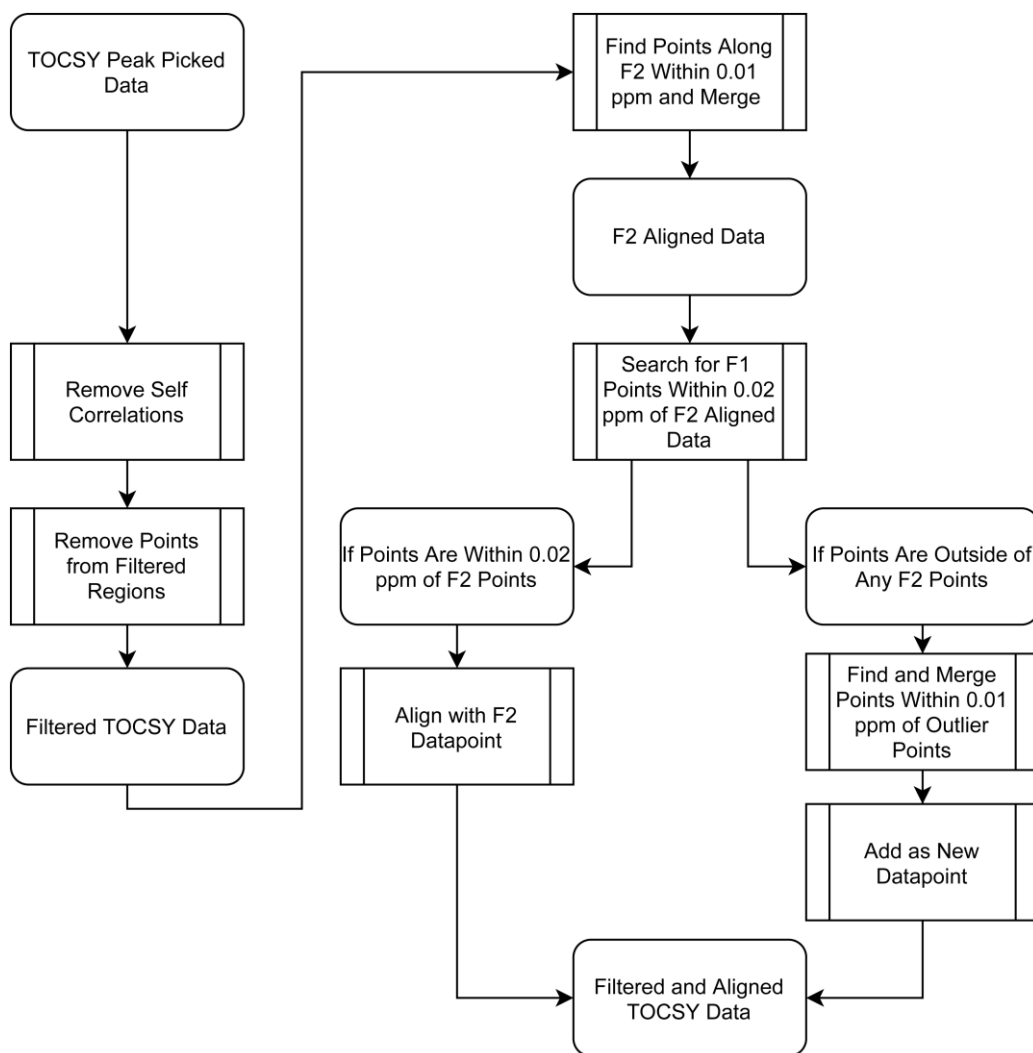 TOCSY Peak Picked
Data
Remove Self
Correlations
Remove Points
from Filtered
Regions
Filtered TOCSY Data
Find Points Along
F2 Within 0.01
ppm and Merge
F2 Aligned Data
Search for F1
Points Within 0.02
ppm of F2 Aligned
Data
If Points Are Within 0.02
ppm of F2 Points
Align with F2
Datapoint
If Points Are Outside of
Any F2 Points
Find and Merge
Points Within 0.01
ppm of Outlier
Points
Add as New
Datapoint
Filtered and Aligned
TOCSY Data